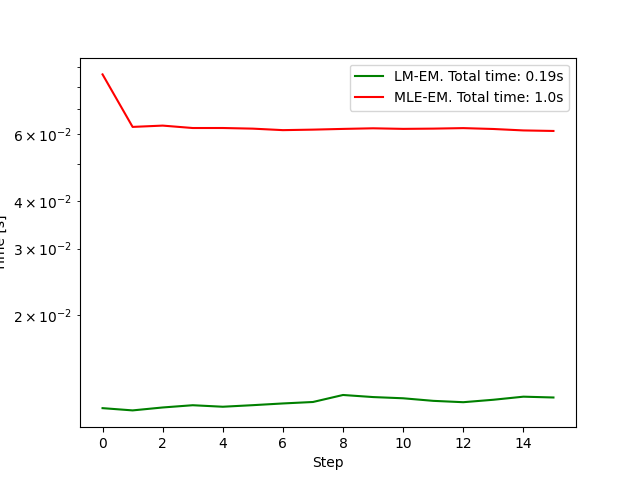 LM-EM. Total time: 0.19s
MLE-EM. Total time: 1.0s
6 × 10⁻²
4 × 10⁻²
3 × 10⁻²
2 × 10⁻²
[s]
0 2 4 6 8 10 12 14
Step